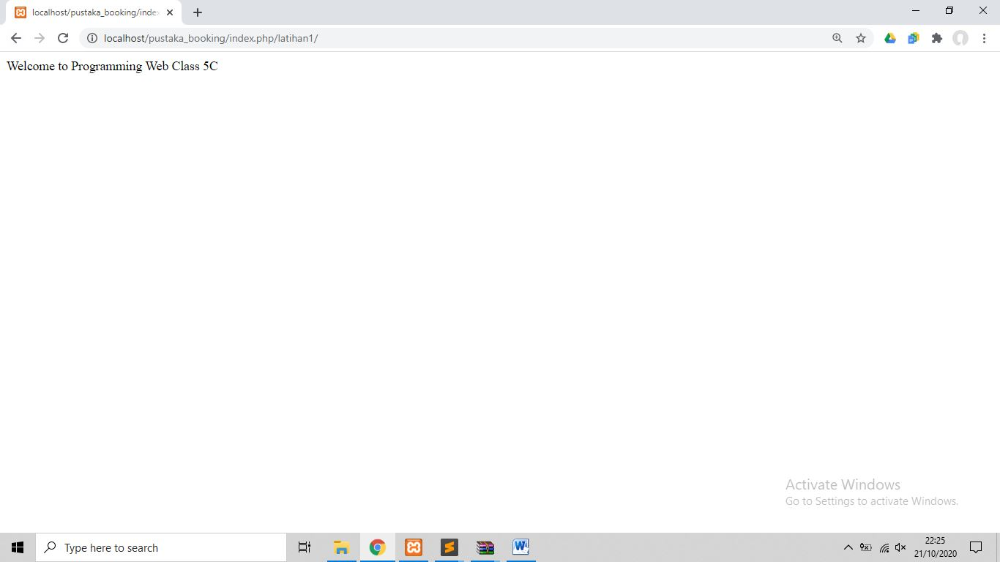 localhost/pustaka_booking/index
localhost/pustaka_booking/index.php/latihan1/
Welcome to Programming Web Class 5C
Activate Windows
Go to Settings to activate Windows.
Type here to search
22:25
21/10/2020